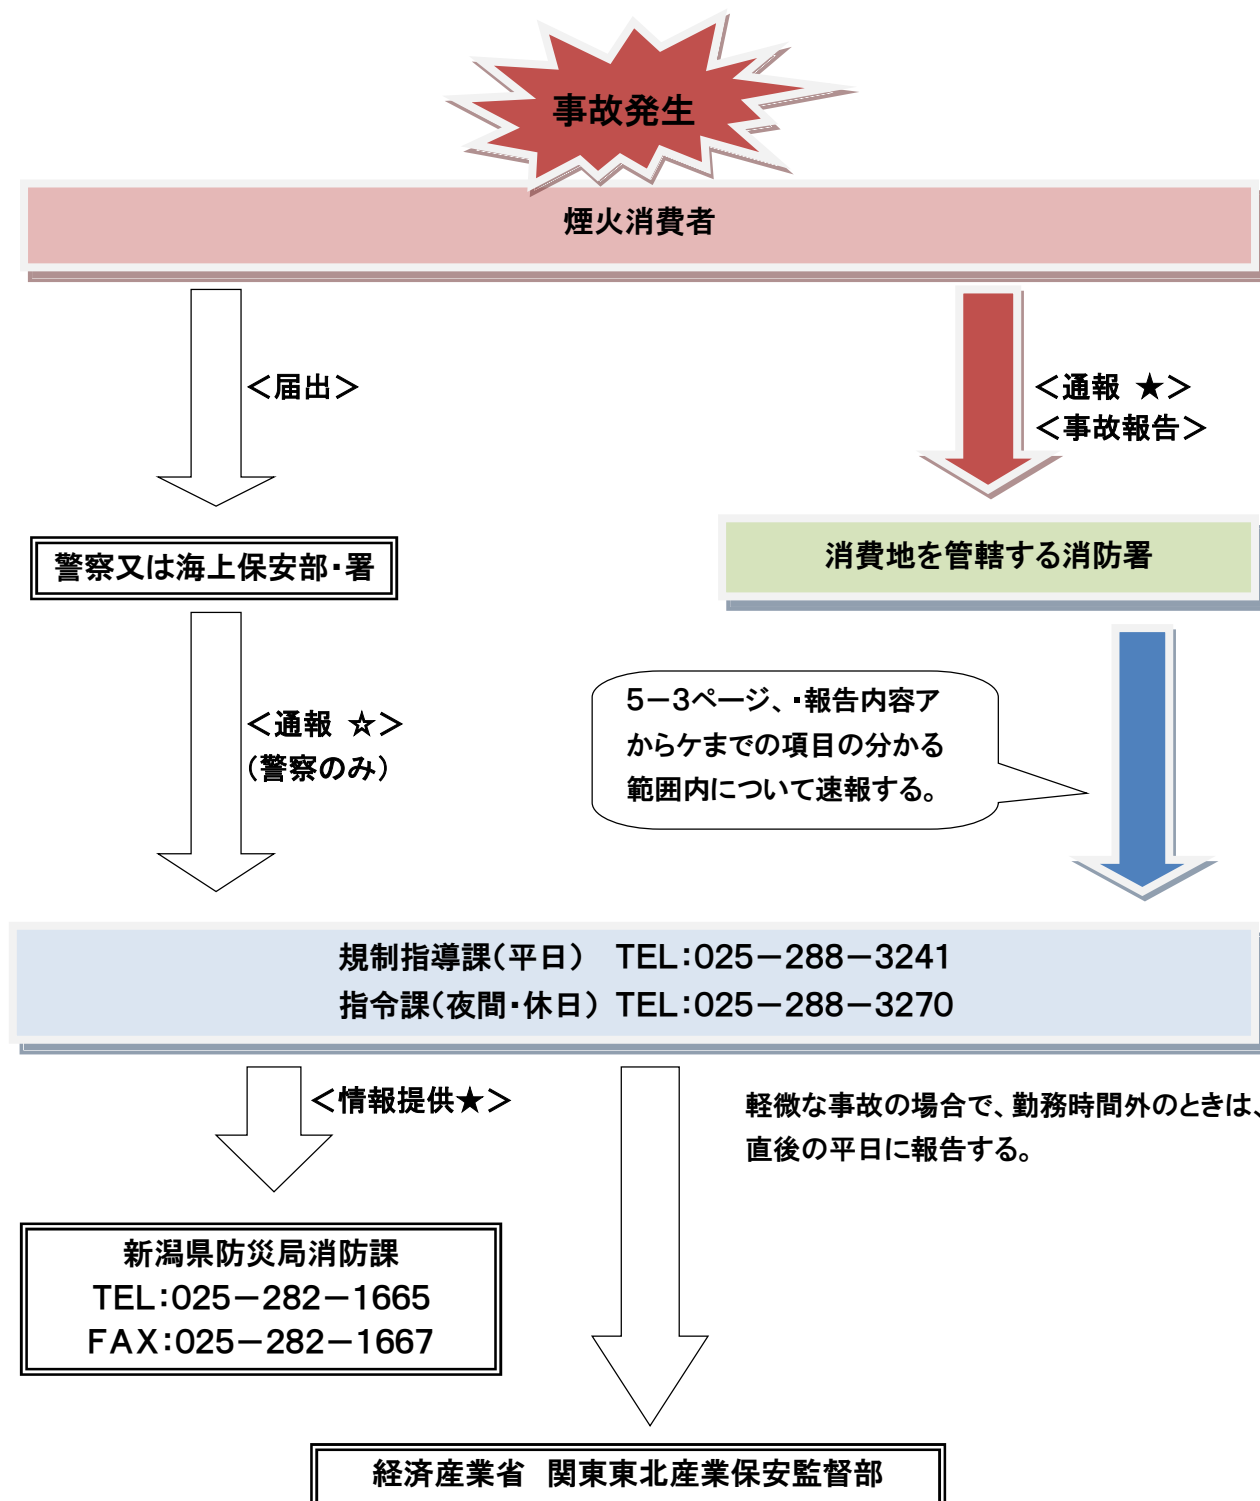 事故発生
煙火消費者
＜届出＞
＜通報 ★＞
＜事故報告＞
警察又は海上保安部・署
消費地を管轄する消防署
＜通報 ☆＞
（警察のみ）
5－3ページ、・報告内容ア
からケまでの項目の分かる
範囲内について速報する。
規制指導課（平日） TEL：025－288－3241
指令課（夜間・休日） TEL：025－288－3270
＜情報提供★＞
軽微な事故の場合で、勤務時間外のときは、
直後の平日に報告する。
新潟県防災局消防課
TEL：025－282－1665
FAX：025－282－1667
経済産業省 関東東北産業保安監督部